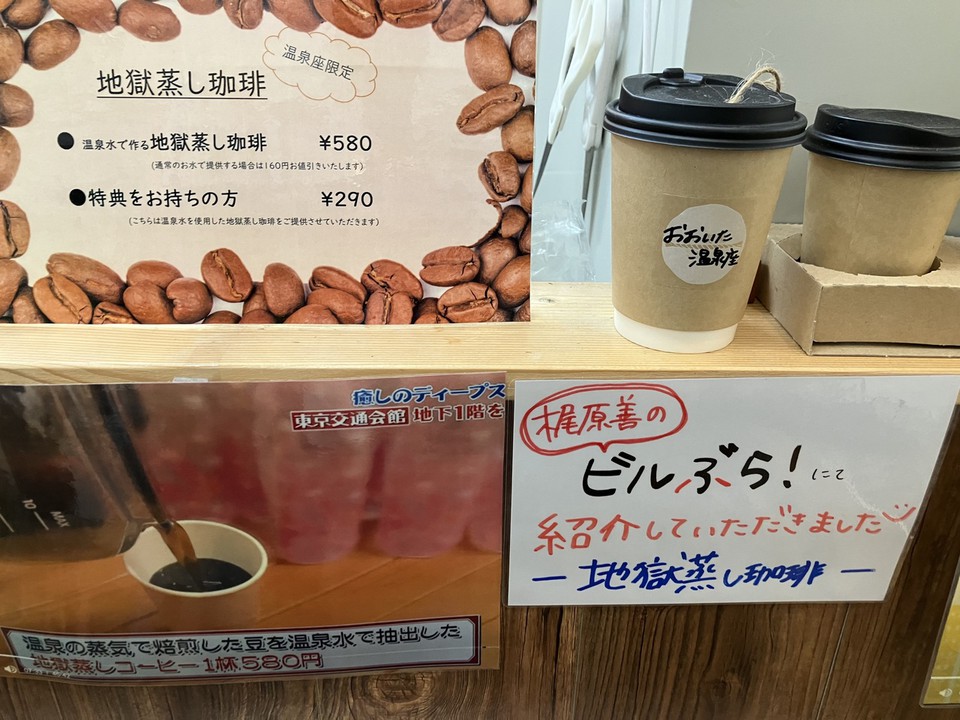 温泉座限定
地獄蒸し珈琲
●温泉水で作る地獄蒸し珈琲 ¥580
(通常のお水で提供する場合は160円お値引きいたします)
●特典をお持ちの方 ¥290
(こちらは温泉水を使用した地獄蒸し珈琲をご提供させていただきます)
おおいた
温泉座
癒しのディープス
東京交通会館 地下1階を
MAX
温泉の蒸気で焙煎した豆を温泉水で抽出した
地獄蒸しコーヒー1杯580円
梶原善の
ビルぶら!にて
紹介していただきました
ー地獄蒸し珈琲ー